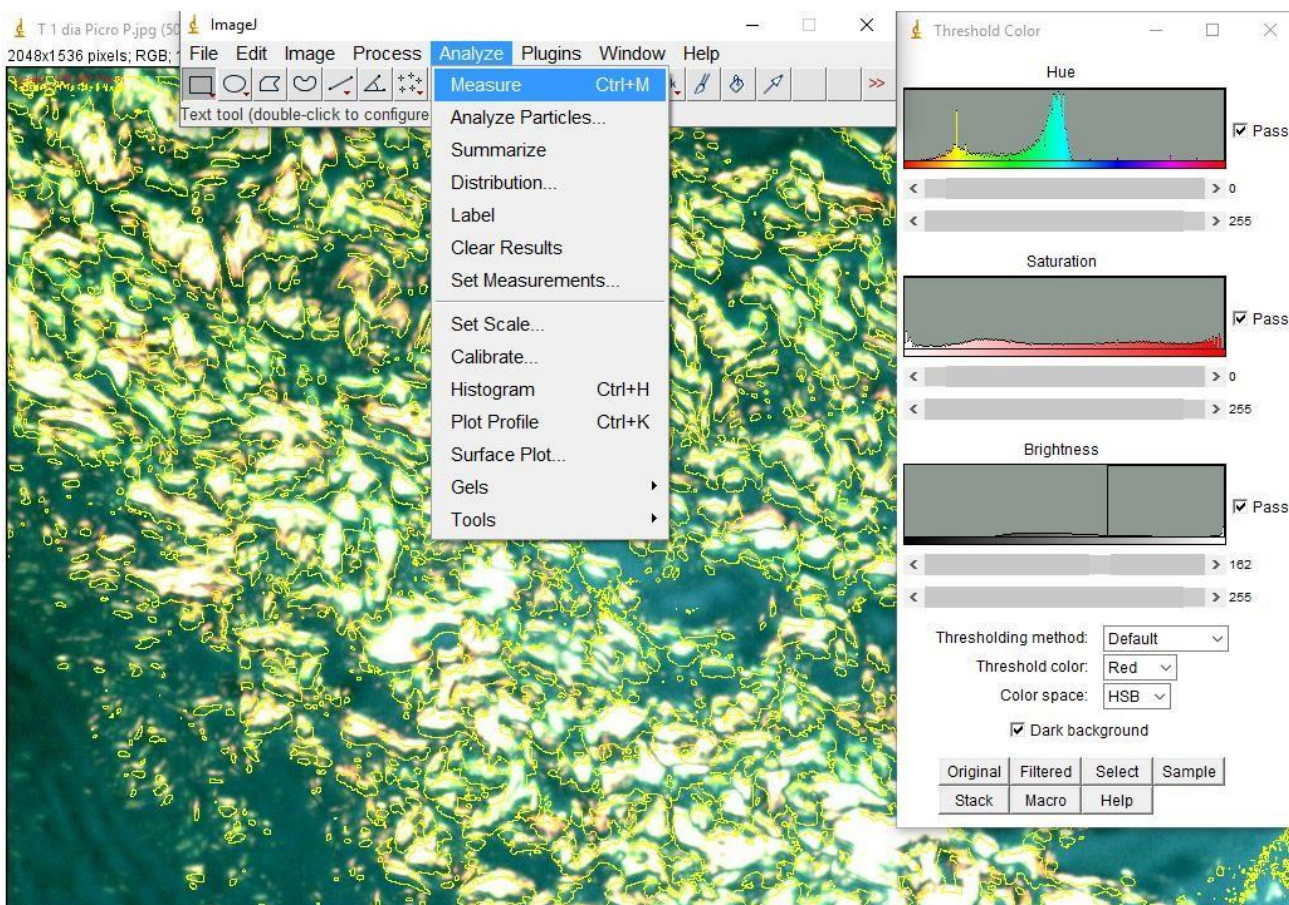 T 1 dia Picro P.jpg (50
2048x1536 pixels; RGB;
ImageJ
File Edit Image Process Analyze Plugins Window Help
>>
Text tool (double-click to configure
Measure Ctrl+M
Analyze Particles...
Summarize
Distribution...
Label
Clear Results
Set Measurements...
Set Scale...
Calibrate...
Histogram Ctrl+H
Plot Profile Ctrl+K
Surface Plot...
Gels
Tools
Threshold Color
Hue
Pass
0
255
Saturation
Pass
0
255
Brightness
Pass
162
255
Thresholding method: Default
Threshold color: Red
Color space: HSB
Dark background
Original Filtered Select Sample
Stack Macro Help